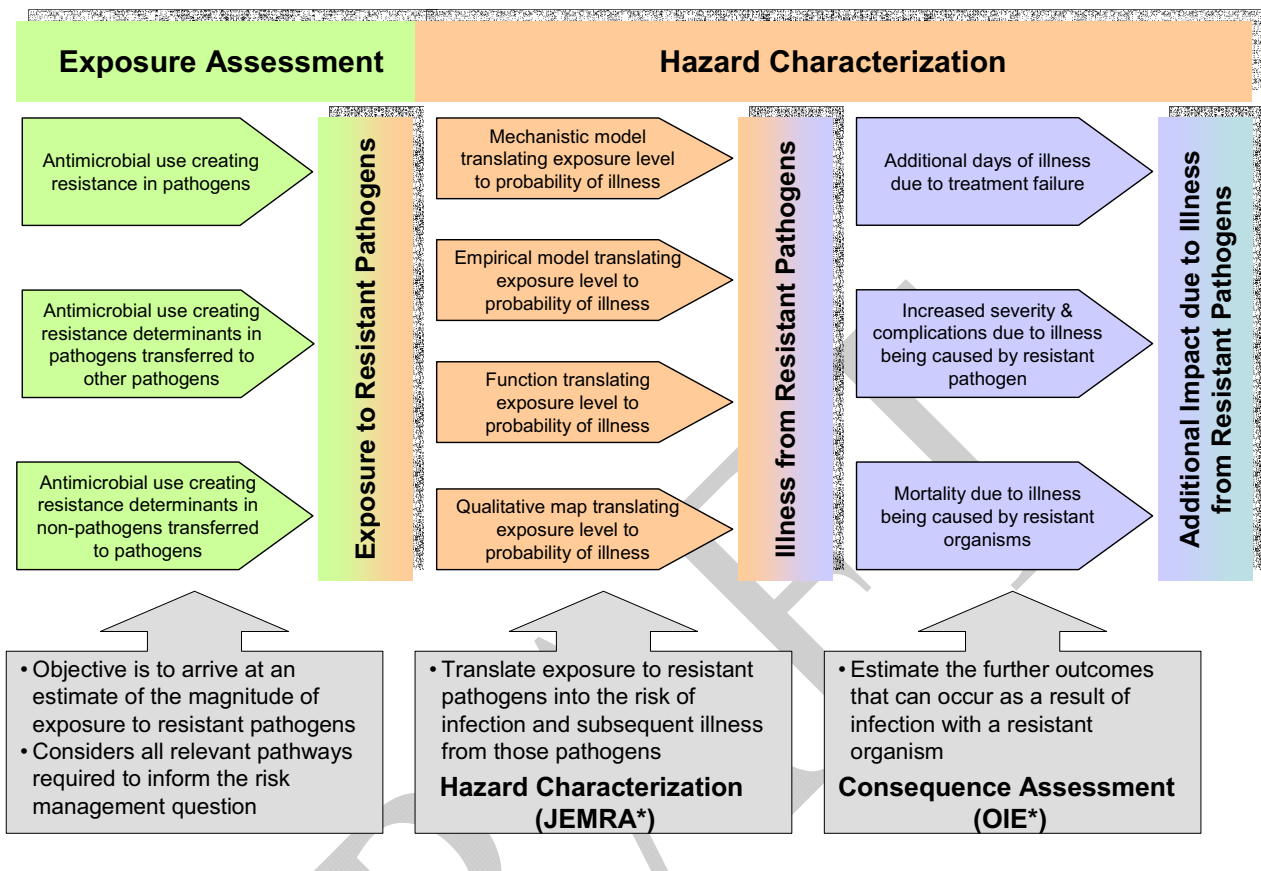 Exposure Assessment
Hazard Characterization
Antimicrobial use creating
resistance in pathogens
Antimicrobial use creating
resistance determinants in
pathogens transferred to
other pathogens
Antimicrobial use creating
resistance determinants in
non-pathogens transferred
to pathogens
Exposure to Resistant Pathogens
Mechanistic model
translating exposure level
to probability of illness
Empirical model translating
exposure level to
probability of illness
Function translating
exposure level to
probability of illness
Qualitative map translating
exposure level to
probability of illness
Illness from Resistant Pathogens
Additional days of illness
due to treatment failure
Increased severity &
complications due to illness
being caused by resistant
pathogen
Mortality due to illness
being caused by resistant
organisms
Additional Impact due to Illness
from Resistant Pathogens
• Objective is to arrive at an
estimate of the magnitude of
exposure to resistant pathogens
• Considers all relevant pathways
required to inform the risk
management question
• Translate exposure to resistant
pathogens into the risk of
infection and subsequent illness
from those pathogens
Hazard Characterization
(JEMRA*)
• Estimate the further outcomes
that can occur as a result of
infection with a resistant
organism
Consequence Assessment
(OIE*)